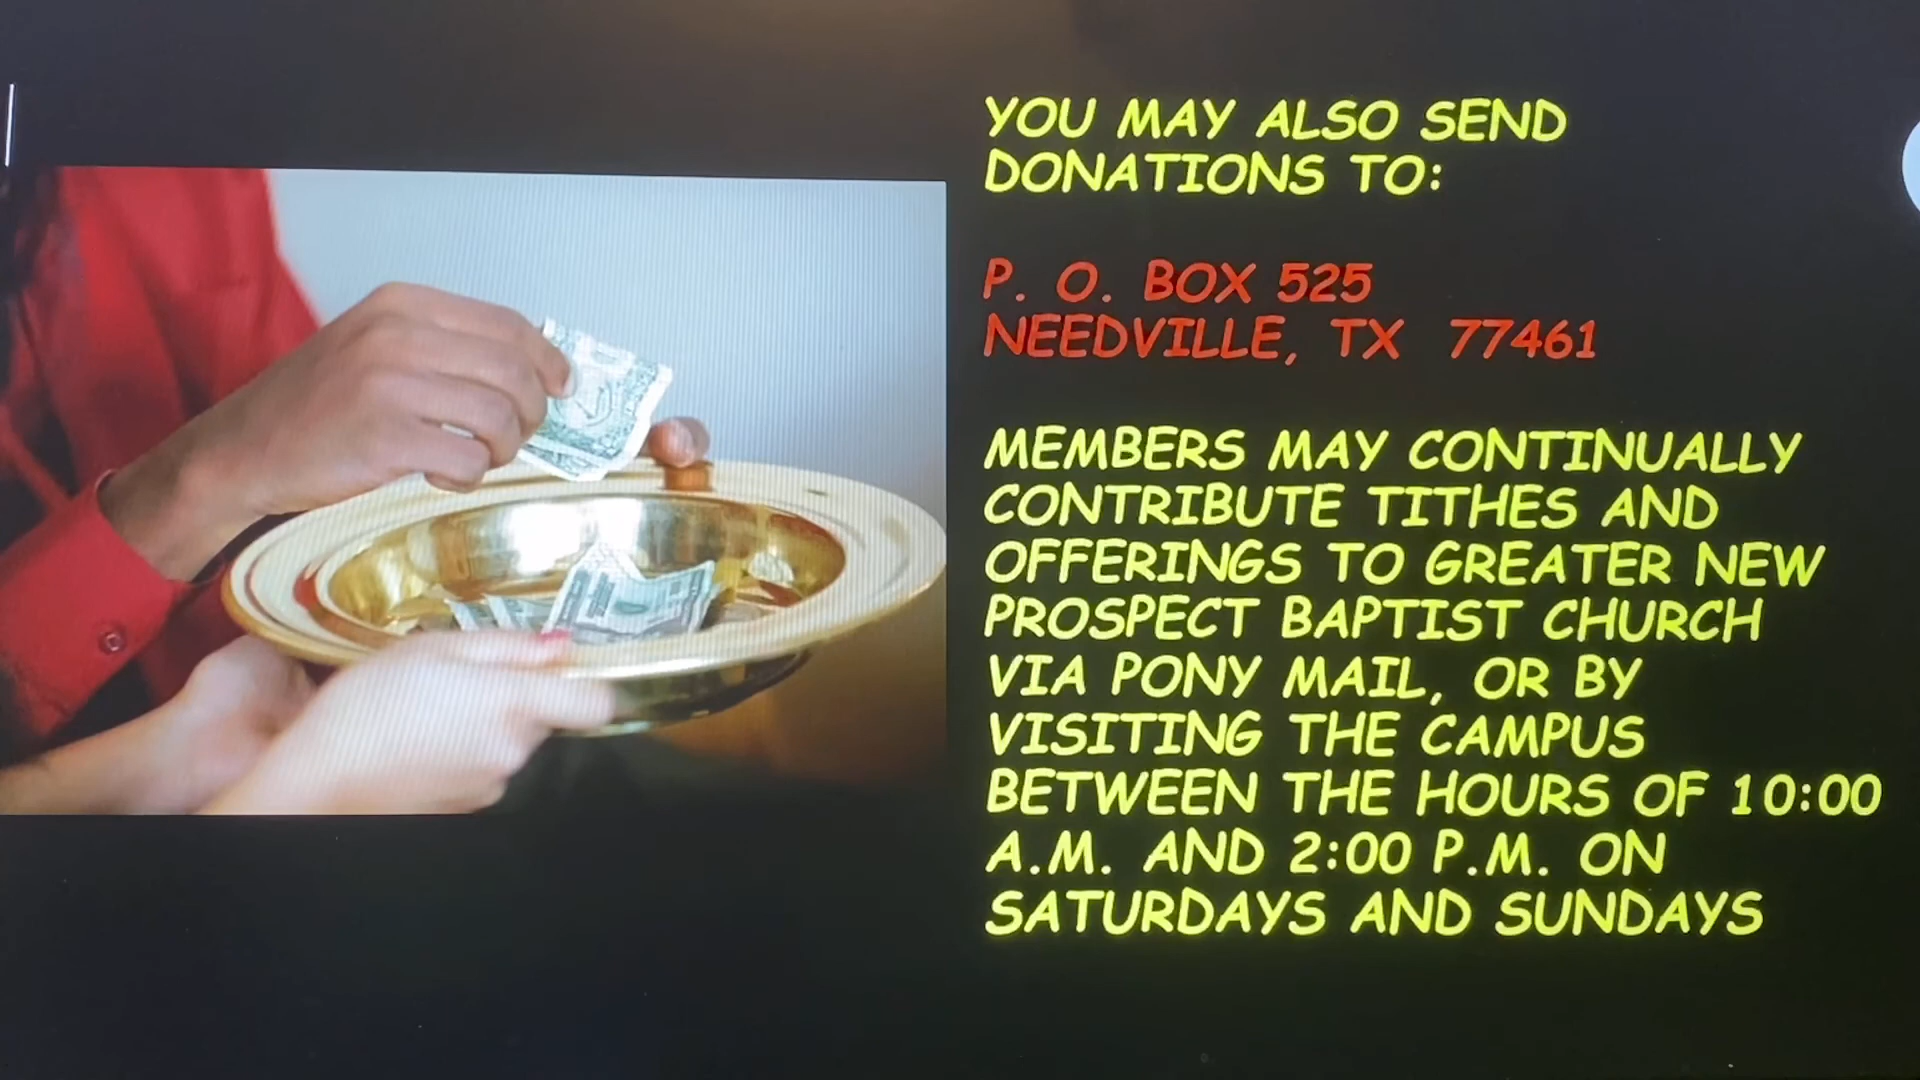 YOU MAY ALSO SEND
DONATIONS TO:
P. O. BOX 525
NEEDVILLE, TX 77461
MEMBERS MAY CONTINUALLY
CONTRIBUTE TITHES AND
OFFERINGS TO GREATER NEW
PROSPECT BAPTIST CHURCH
VIA PONY MAIL, OR BY
VISITING THE CAMPUS
BETWEEN THE HOURS OF 10:00
A.M. AND 2:00 P.M. ON
SATURDAYS AND SUNDAYS